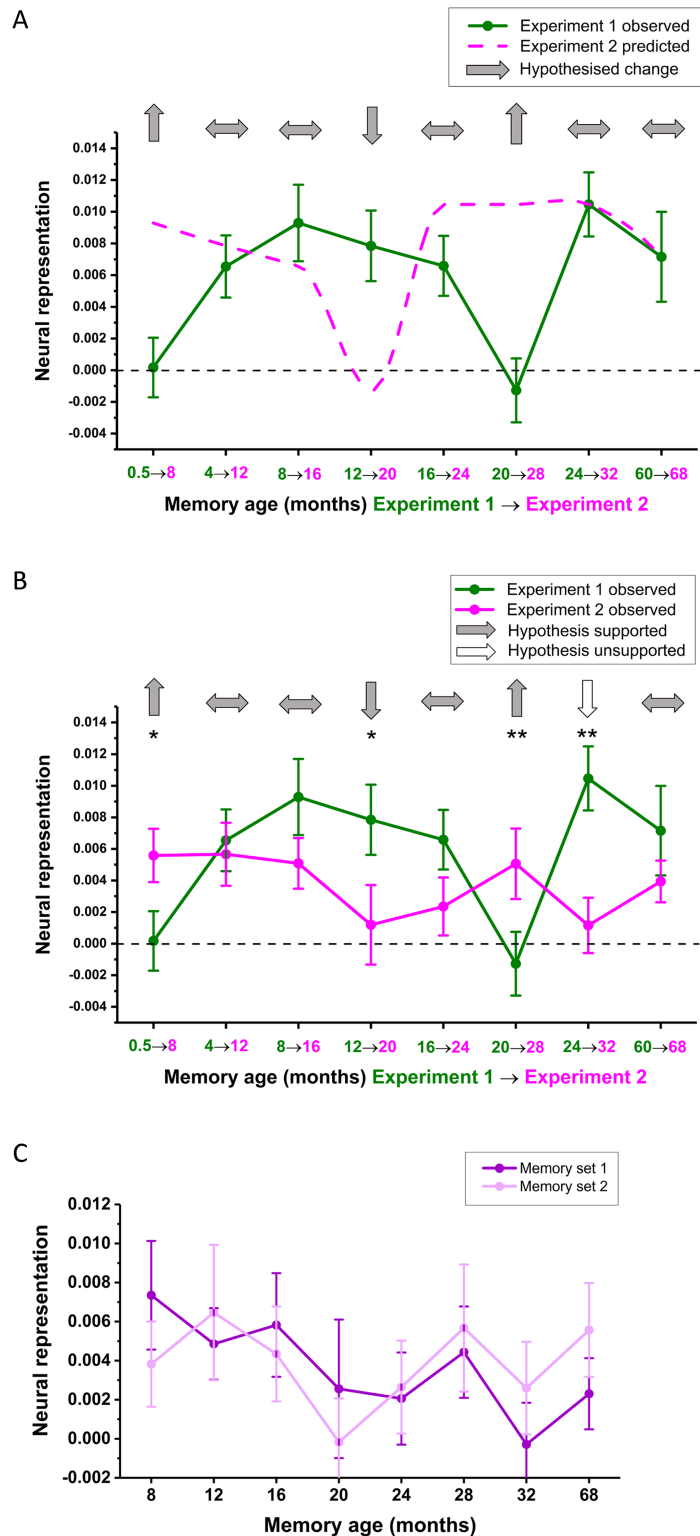 A
Experiment 1 observed
Experiment 2 predicted
Hypothesised change
0.014
0.012
0.010
0.008
0.006
0.004
0.002
0.000
-0.002
-0.004
Neural representation
0.5→8 4→12 8→16 12→20 16→24 20→28 24→32 60→68
Memory age (months) Experiment 1 → Experiment 2
B
Experiment 1 observed
Experiment 2 observed
Hypothesis supported
Hypothesis unsupported
* * ** **
0.014
0.012
0.010
0.008
0.006
0.004
0.002
0.000
-0.002
-0.004
Neural representation
0.5→8 4→12 8→16 12→20 16→24 20→28 24→32 60→68
Memory age (months) Experiment 1 → Experiment 2
C
Memory set 1
Memory set 2
0.012
0.010
0.008
0.006
0.004
0.002
0.000
-0.002
Neural representation
8 12 16 20 24 28 32 68
Memory age (months)